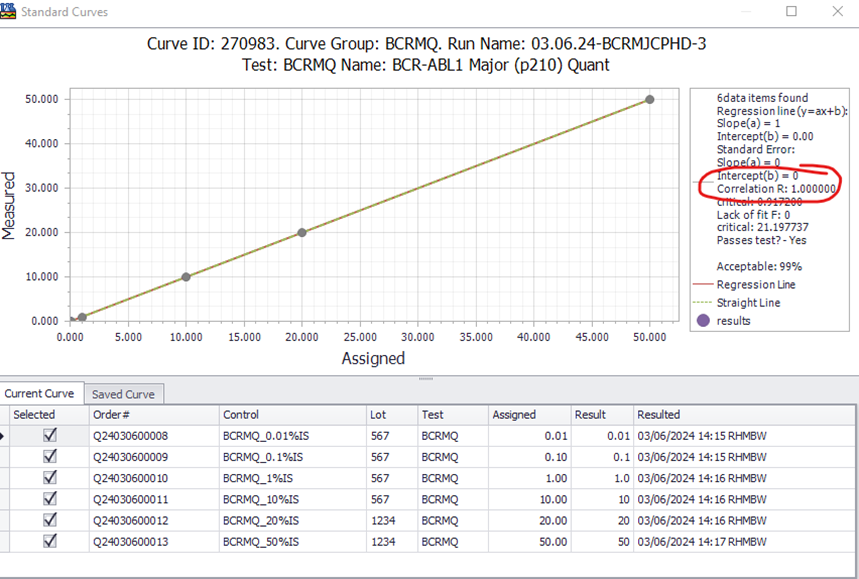 Standard Curves
Curve ID: 270983. Curve Group: BCRMQ. Run Name: 03.06.24-BCRMJCPHD-3
Test: BCRMQ Name: BCR-ABL1 Major (p210) Quant
50.000
40.000
30.000
20.000
10.000
0.000
Measured
0.000 5.000 10.000 15.000 20.000 25.000 30.000 35.000 40.000 45.000 50.000
Assigned
6data items found
Regression line (y=ax+b):
Slope(a) = 1
Intercept(b) = 0.00
Standard Error:
Slope(a) = 0
Intercept(b) = 0
Correlation R: 1.000000
critical: 0.917200
Lack of fit F: 0
critical: 21.197737
Passes test? - Yes
Acceptable: 99%
Regression Line
Straight Line
results
Current Curve Saved Curve
Selected Order# Control Lot Test Assigned Result Resulted
Q24030600008 BCRMQ_0.01%IS 567 BCRMQ 0.01 0.01 03/06/2024 14:15 RHMBW
Q24030600009 BCRMQ_0.1%IS 567 BCRMQ 0.10 0.1 03/06/2024 14:15 RHMBW
Q24030600010 BCRMQ_1%IS 567 BCRMQ 1.00 1.0 03/06/2024 14:16 RHMBW
Q24030600011 BCRMQ_10%IS 567 BCRMQ 10.00 10 03/06/2024 14:16 RHMBW
Q24030600012 BCRMQ_20%IS 1234 BCRMQ 20.00 20 03/06/2024 14:16 RHMBW
Q24030600013 BCRMQ_50%IS 1234 BCRMQ 50.00 50 03/06/2024 14:17 RHMBW